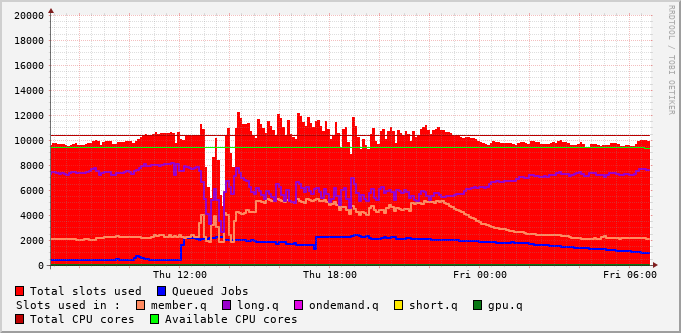 RRDTOOL / TOBI OETIKER
20000
18000
16000
14000
12000
10000
8000
6000
4000
2000
0
Thu 12:00 Thu 18:00 Fri 00:00 Fri 06:00
Total slots used Queued Jobs
Slots used in : member.q long.q ondemand.q short.q gpu.q
Total CPU cores Available CPU cores